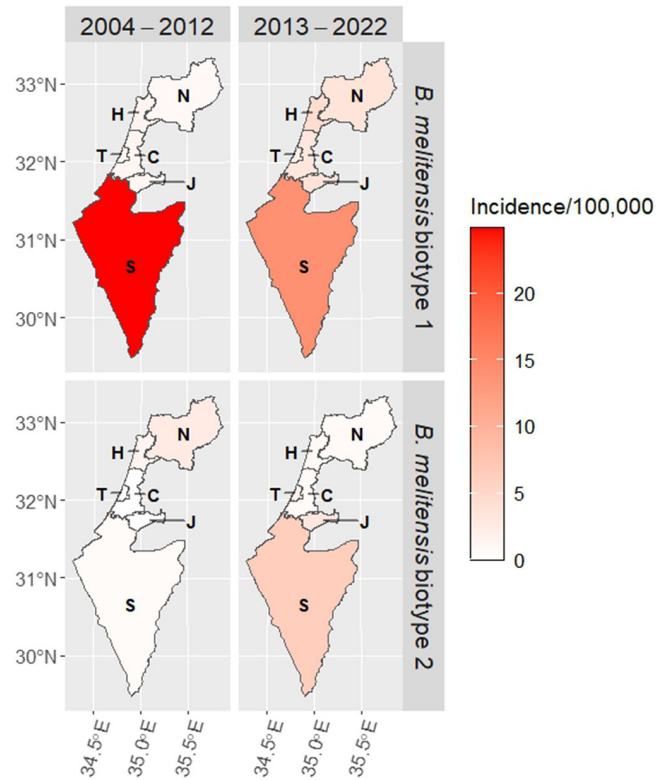 2004 – 2012
2013 – 2022
33°N
32°N
31°N
30°N
H
N
T
C
J
S
H
N
T
C
J
S
B. melitensis biotype 1
33°N
32°N
31°N
30°N
H
N
T
C
J
S
H
N
T
C
J
S
B. melitensis biotype 2
34.5°E
35.0°E
35.5°E
34.5°E
35.0°E
35.5°E
Incidence/100,000
20
15
10
5
0